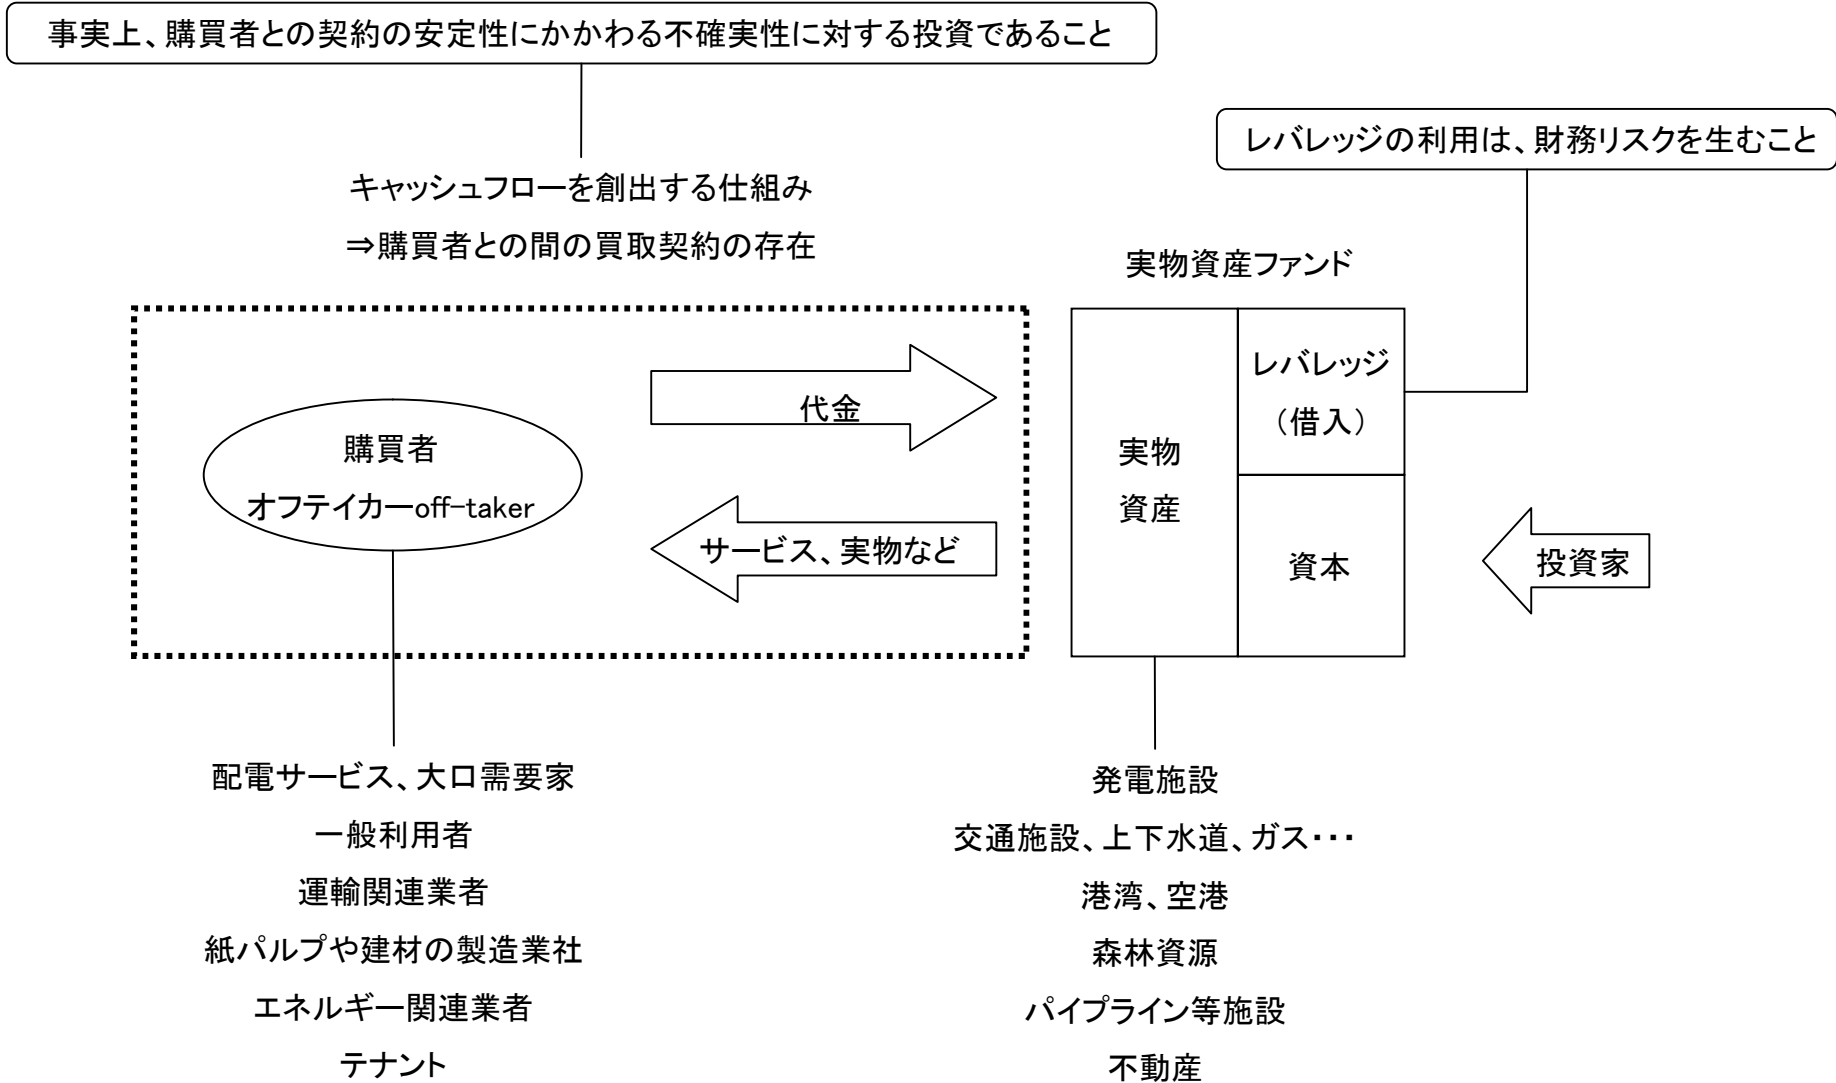 事実上、購買者との契約の安定性にかかわる不確実性に対する投資であること
レバレッジの利用は、財務リスクを生むこと
キャッシュフローを創出する仕組み
⇒購買者との間の買取契約の存在
実物資産ファンド
代金
購買者
オフテイカーoff-taker
サービス、実物など
実物
資産
レバレッジ
（借入）
資本
投資家
配電サービス、大口需要家
一般利用者
運輸関連業者
紙パルプや建材の製造業社
エネルギー関連業者
テナント
発電施設
交通施設、上下水道、ガス・・・
港湾、空港
森林資源
パイプライン等施設
不動産